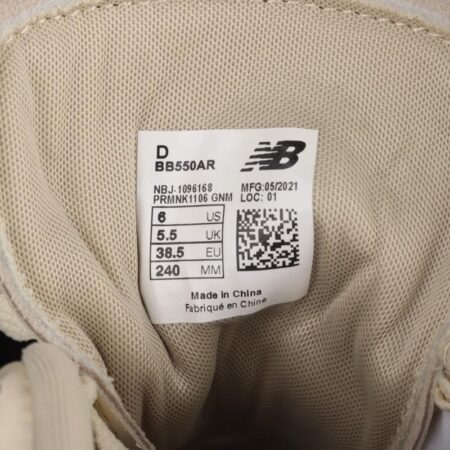 D
BB550AR
NB
NBJ-1096168
PRMNK1106 GNM
MFG:05/2021
LOC: 01
6 US
5.5 UK
38.5 EU
240 MM
Made in China
Fabriqué en Chine